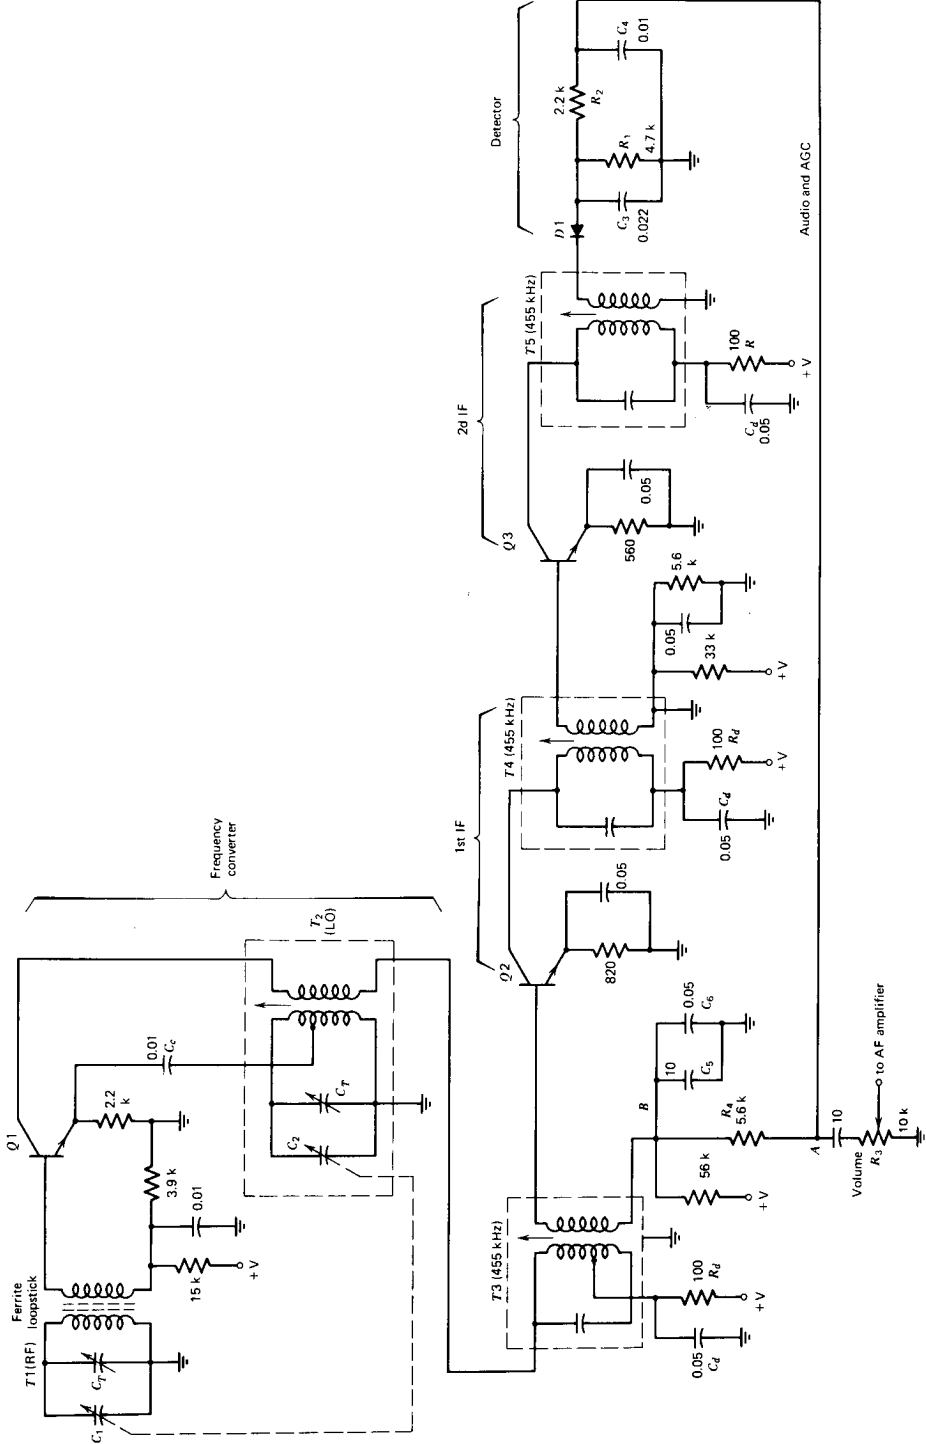 Frequency
converter
Q1
Ferrite
loopstick
T1(RF)
C1
CT
15 k
+ V
0.01
3.9 k
2.2
k
0.01
Cc
T2
(LO)
C2
CT
1st IF
T3 (455 kHz)
0.05
Cd
100
Rd
+ V
56 k
+ V
B
R4
5.6 k
10
C5
0.05
C6
A
10
Volume
R3
10 k
to AF amplifier
Q2
820
0.05
T4 (455 kHz)
0.05
Cd
100
Rd
+ V
33 k
+ V
0.05
5.6
k
2d IF
Q3
560
0.05
T5 (455 kHz)
Cd
0.05
100
R
+ V
Detector
D1
C3
0.022
R1
4.7 k
2.2 k
R2
C4
0.01
Audio and AGC